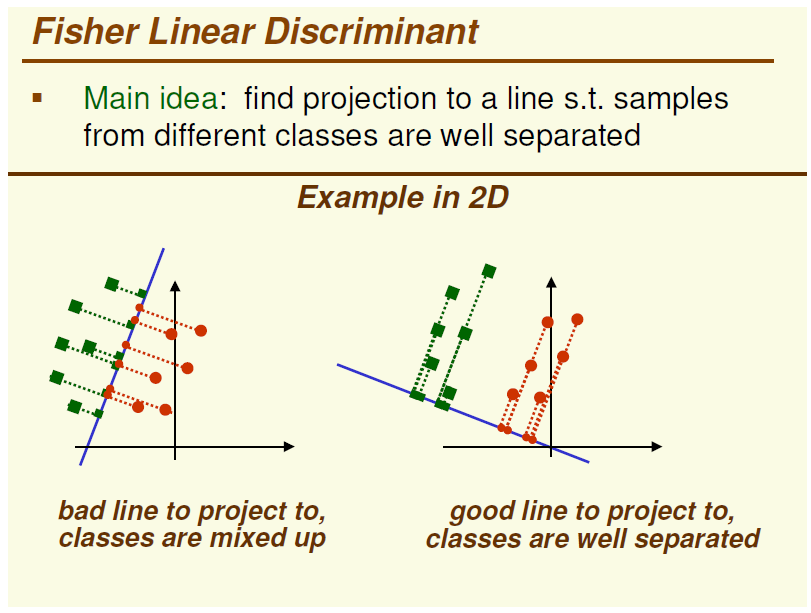 Fisher Linear Discriminant
▪ Main idea: find projection to a line s.t. samples
from different classes are well separated
Example in 2D
bad line to project to,
classes are mixed up
good line to project to,
classes are well separated